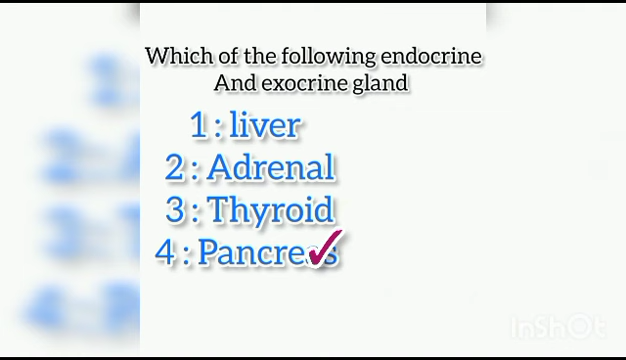 Which of the following endocrine
And exocrine gland
1 : liver
2 : Adrenal
3 : Thyroid
4 : Pancreas
InShOt